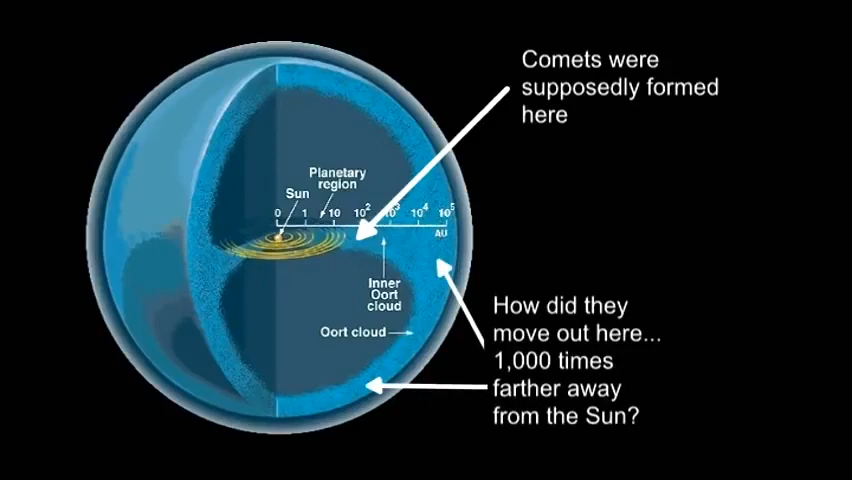 Comets were
supposedly formed
here
Planetary
region
Sun
0 1 10 10² 10³ 10⁴ 10⁵
AU
Inner
Oort
cloud
Oort cloud
How did they
move out here...
1,000 times
farther away
from the Sun?